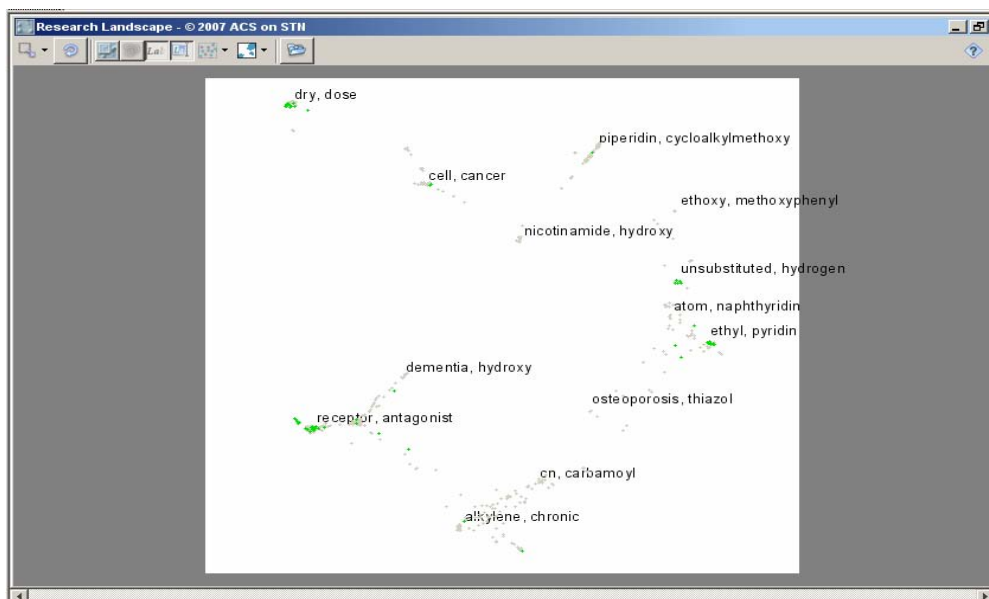 Research Landscape - © 2007 ACS on STN
Lab
dry, dose
piperidin, cycloalkylmethoxy
cell, cancer
ethoxy, methoxyphenyl
nicotinamide, hydroxy
unsubstituted, hydrogen
atom, naphthyridin
ethyl, pyridin
dementia, hydroxy
osteoporosis, thiazol
receptor, antagonist
cn, carbamoyl
alkylene, chronic